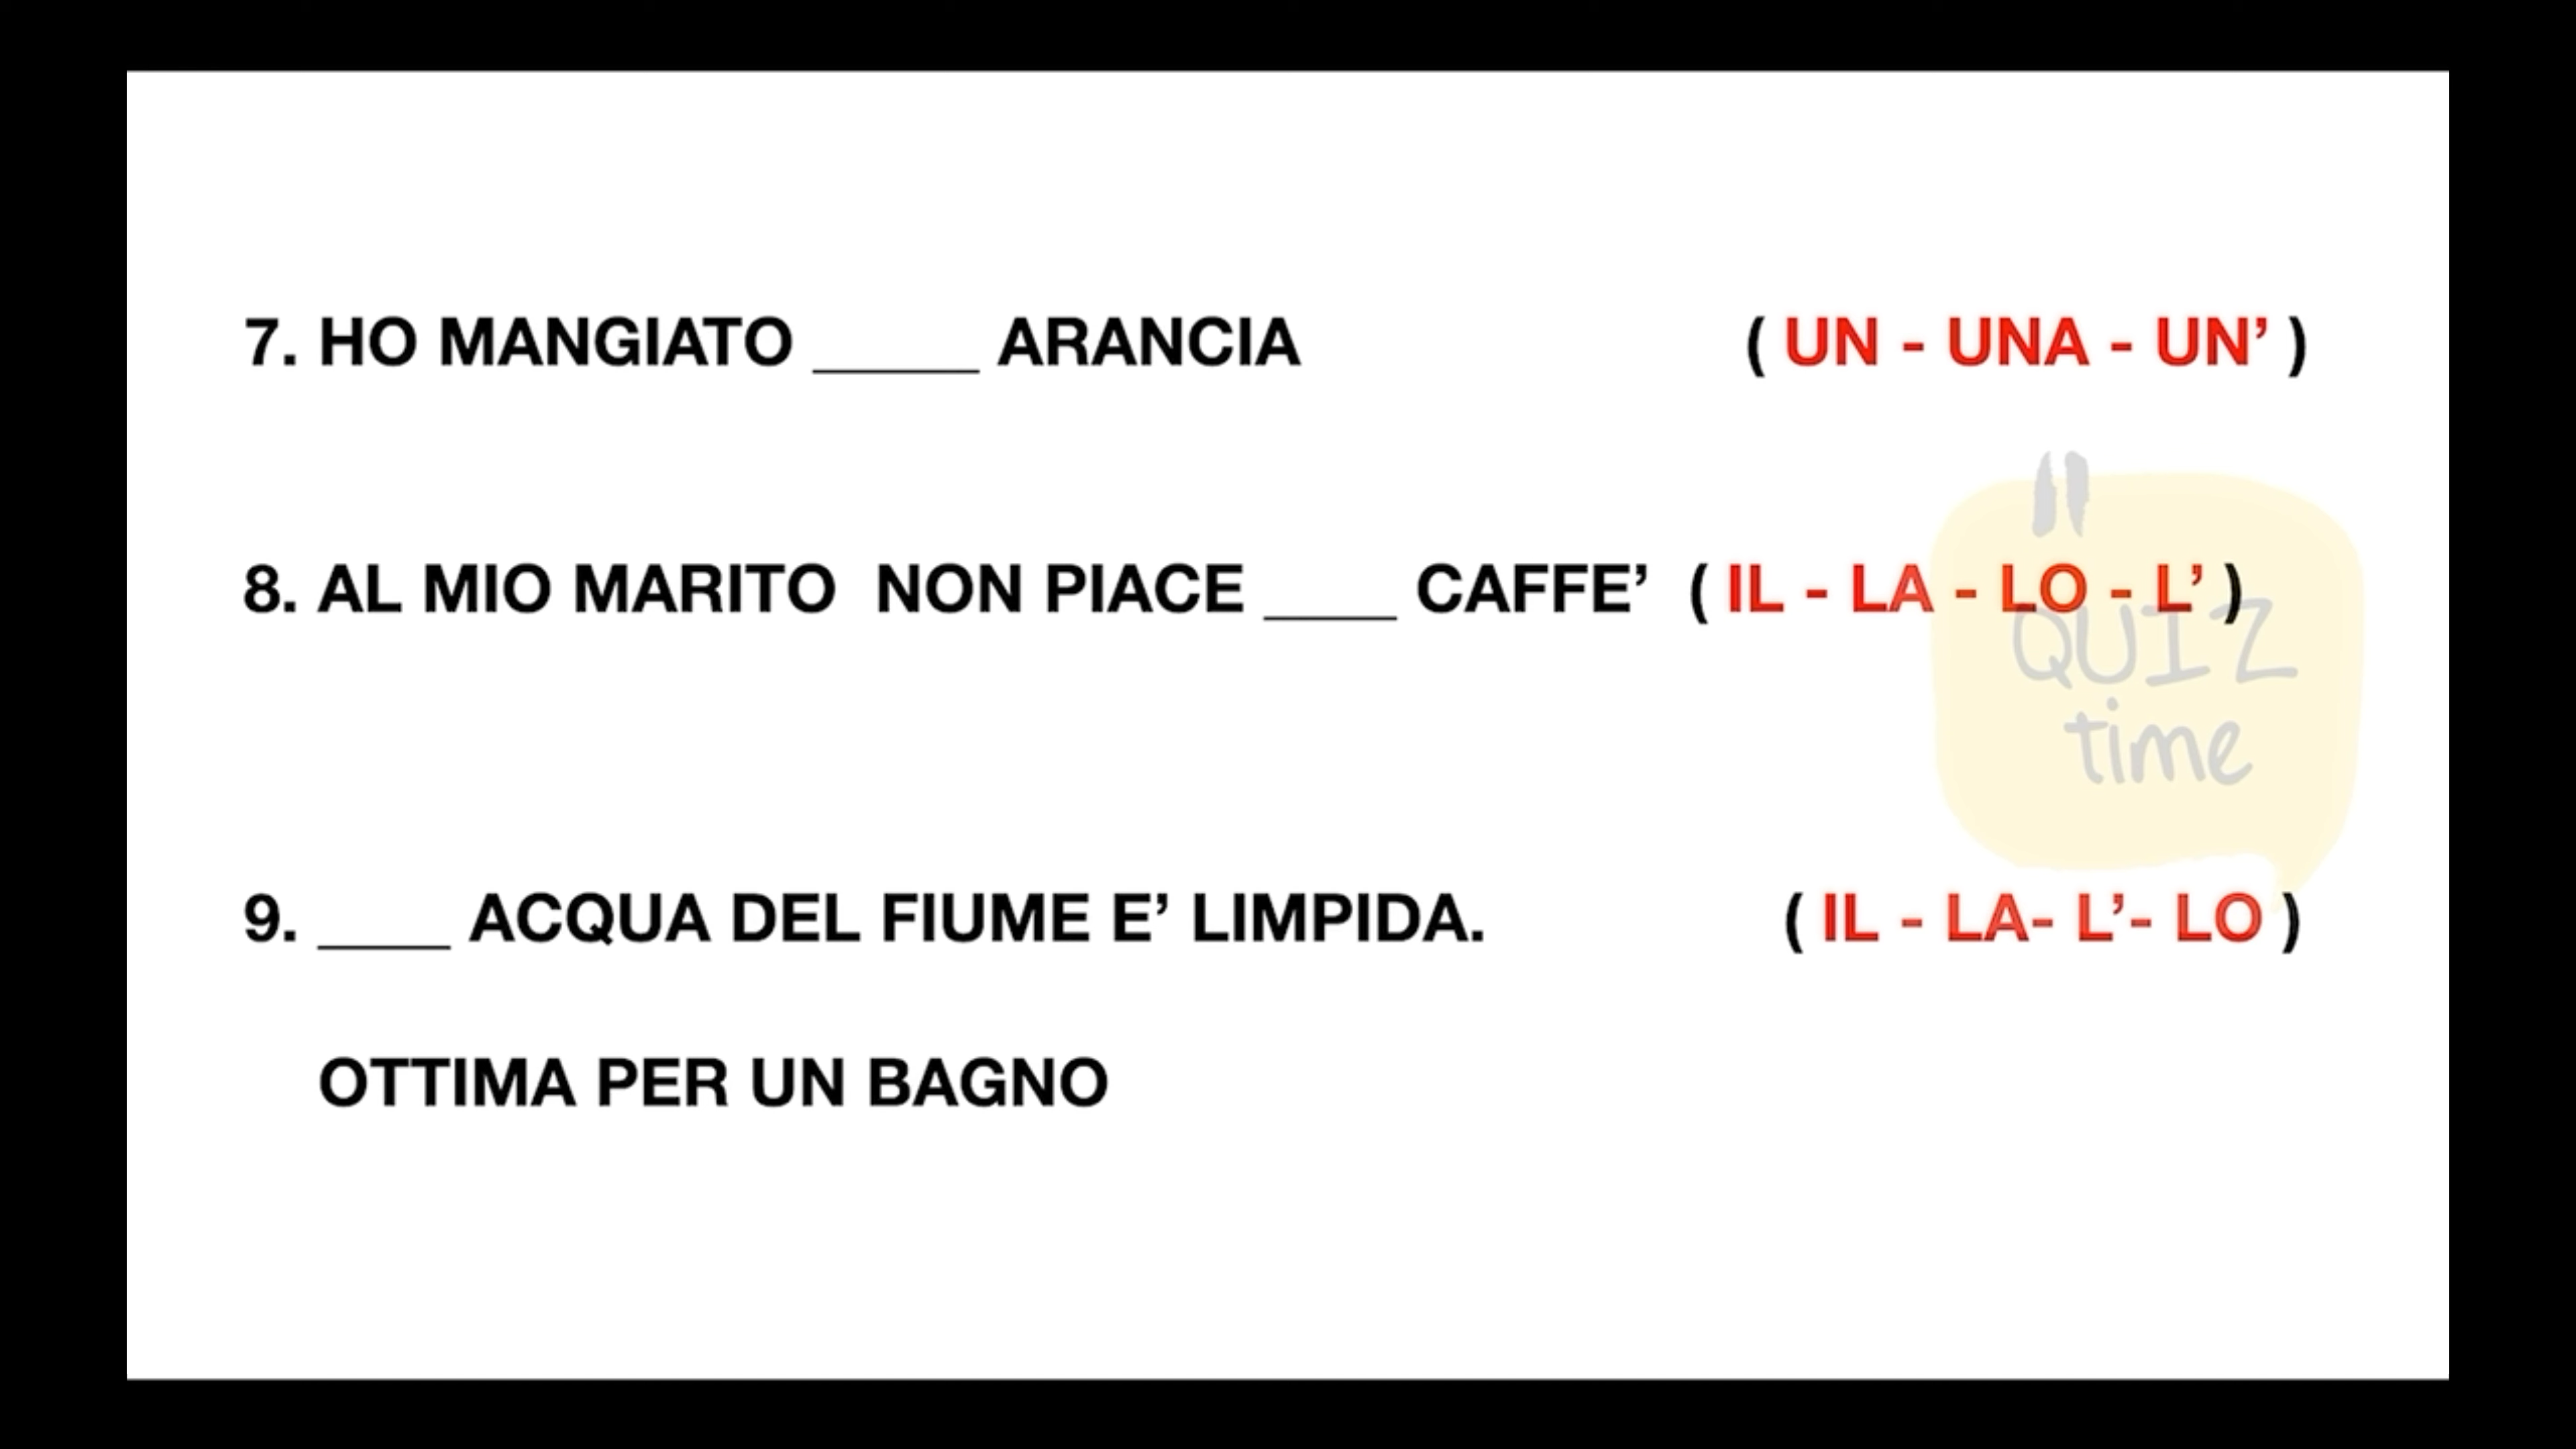 7. HO MANGIATO _____ ARANCIA ( UN - UNA - UN’ )
8. AL MIO MARITO NON PIACE ____ CAFFE’ ( IL - LA - LO - L’ )
QUIZ
time
9. ____ ACQUA DEL FIUME E’ LIMPIDA. ( IL - LA- L’- LO )
OTTIMA PER UN BAGNO